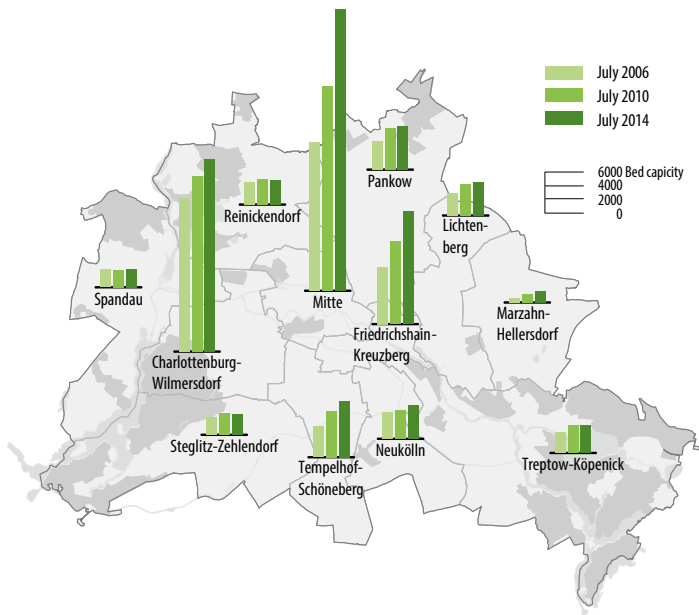 July 2006
July 2010
July 2014
6000 Bed capicity
4000
2000
0
Pankow
Reinickendorf
Lichten-
berg
Spandau
Mitte
Marzahn-
Hellersdorf
Friedrichshain-
Kreuzberg
Charlottenburg-
Wilmersdorf
Steglitz-Zehlendorf
Neukölln
Tempelhof-
Schöneberg
Treptow-Köpenick